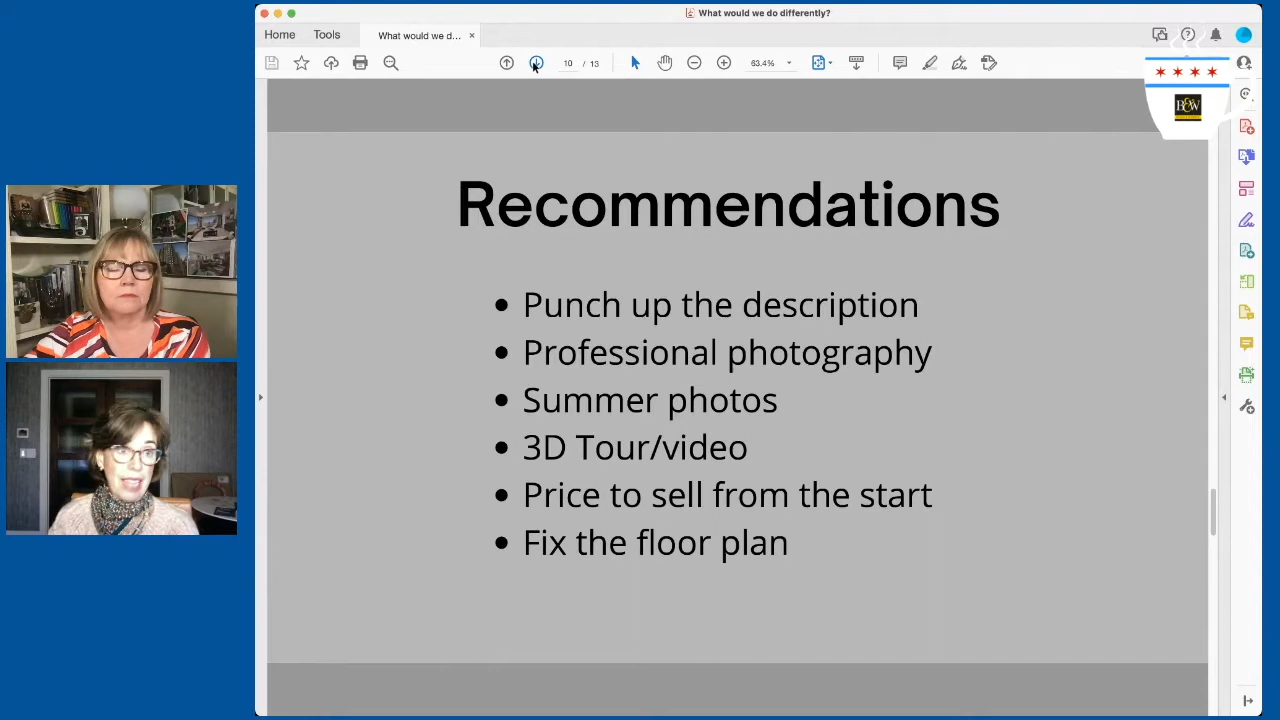 What would we do differently?
Home Tools What would we d... ×
10 / 13 63.4%
B&W
Recommendations
• Punch up the description
• Professional photography
• Summer photos
• 3D Tour/video
• Price to sell from the start
• Fix the floor plan